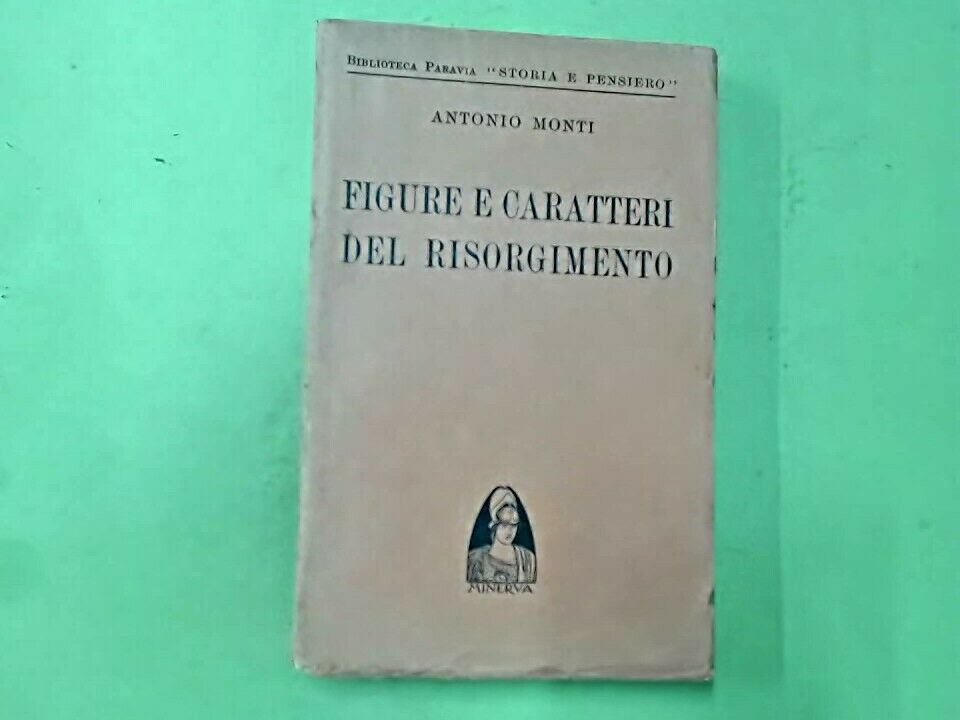 BIBLIOTECA PARAVIA "STORIA E PENSIERO"
ANTONIO MONTI
FIGURE E CARATTERI
DEL RISORGIMENTO
MINERVA